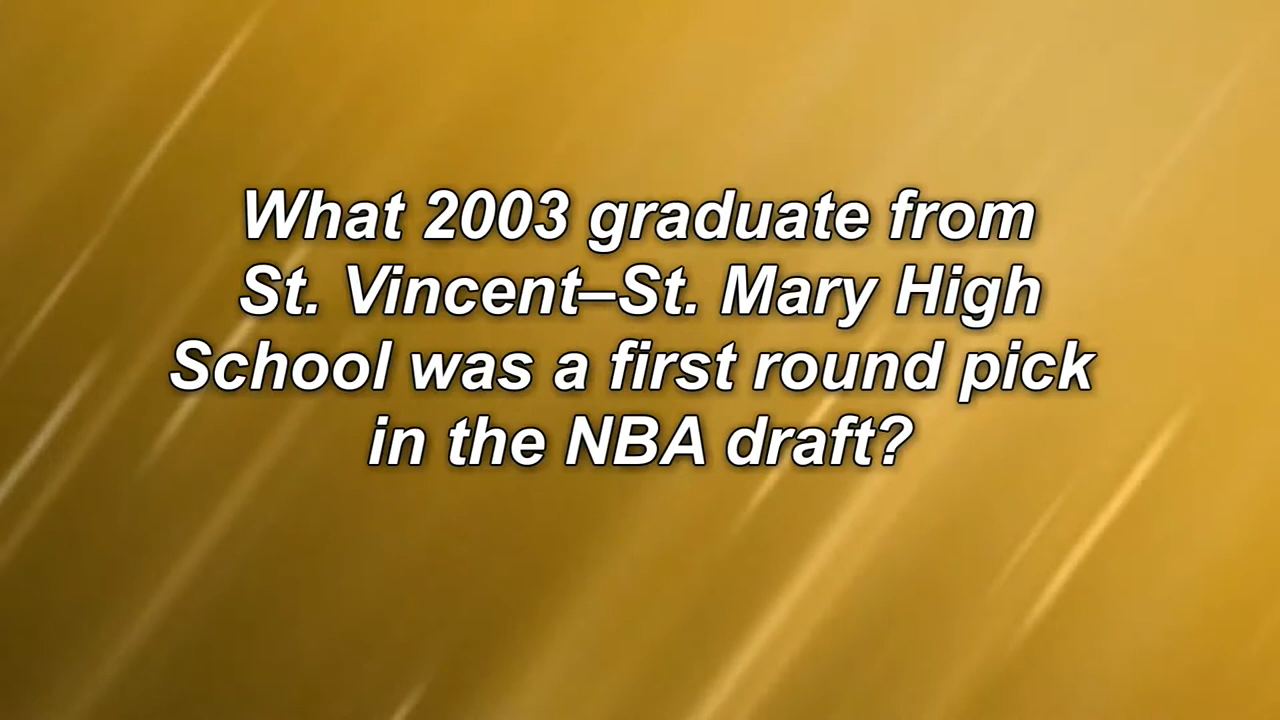 What 2003 graduate from
St. Vincent–St. Mary High
School was a first round pick
in the NBA draft?